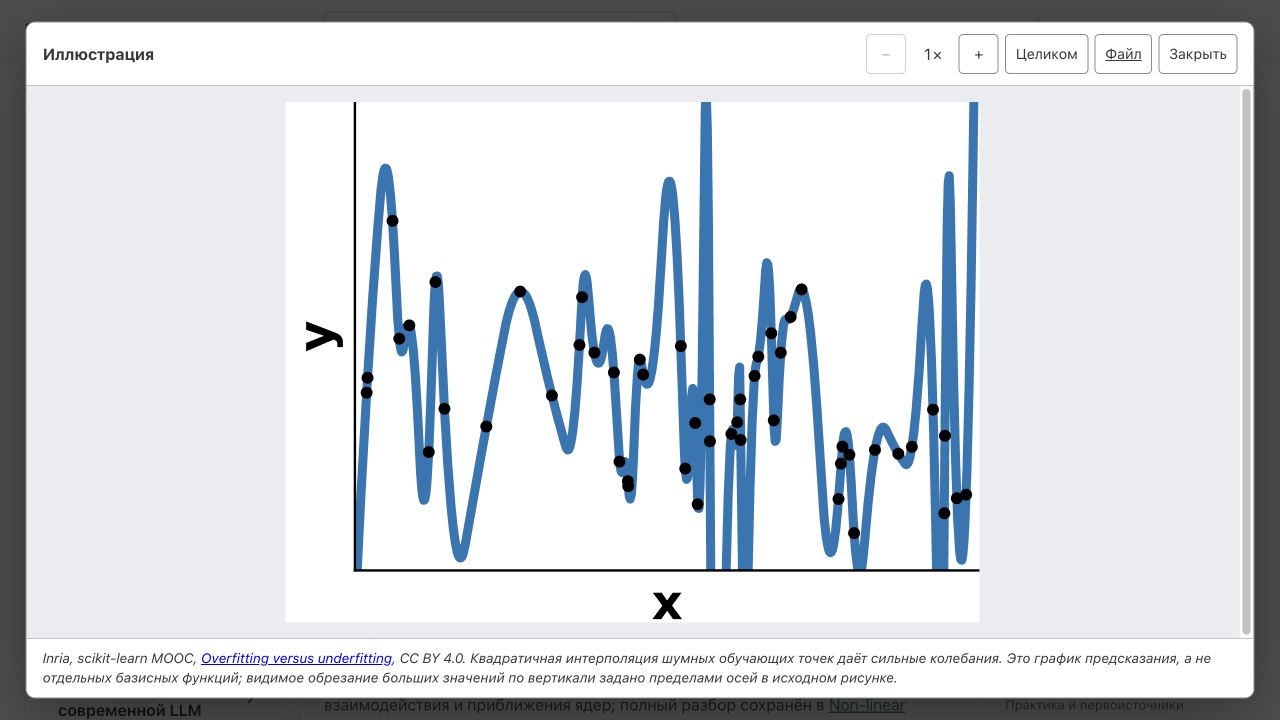 Иллюстрация
−
1×
+
Целиком
Файл
Закрыть
y
x
Inria, scikit-learn MOOC, Overfitting versus underfitting, CC BY 4.0. Квадратичная интерполяция шумных обучающих точек даёт сильные колебания. Это график предсказания, а не
отдельных базисных функций; видимое обрезание больших значений по вертикали задано пределами осей в исходном рисунке.
современной LLM
взаимодействия и приближения ядер; полный разбор сохранён в Non-linear
Практика и первоисточники